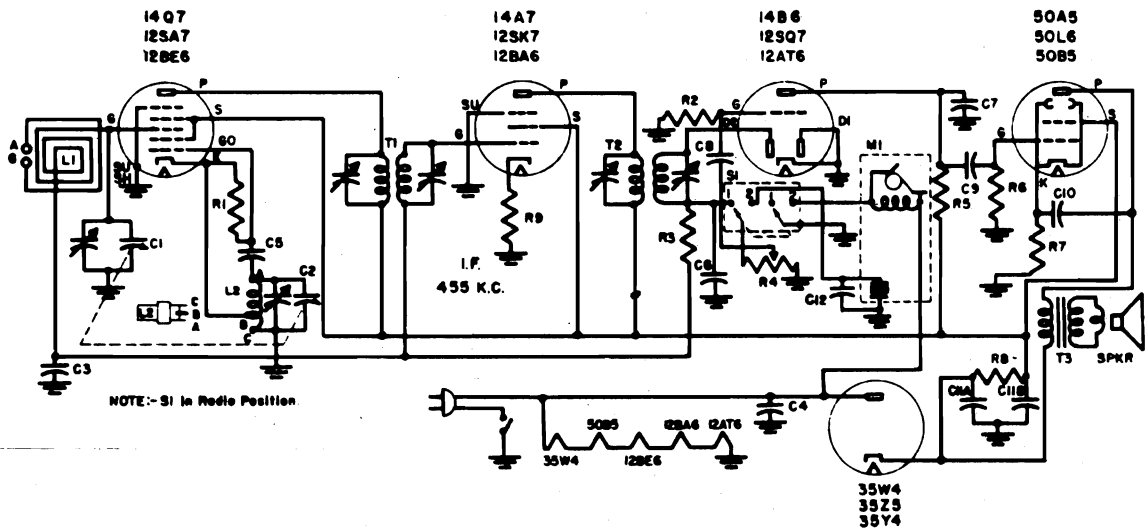 14Q7
12SA7
12BE6
14A7
12SK7
12BA6
14B6
12SQ7
12AT6
50A5
50L6
50B5
P
S
G
GO
A
G
L1
C1
R1
C5
L2
C2
A
B
C
L2
C
B
A
C3
T1
SU
G
S
P
R9
I.F.
455 K.C.
T2
R2
G
D2
D1
P
C8
S1
R3
C6
R4
C12
M1
C7
C9
R5
R6
G
P
S
K
C10
R7
T3
SPKR
R8
C11A
C11B
NOTE:- S1 in Radio Position
C4
50B5
12BA6
12AT6
35W4
12BE6
35W4
35Z5
35Y4